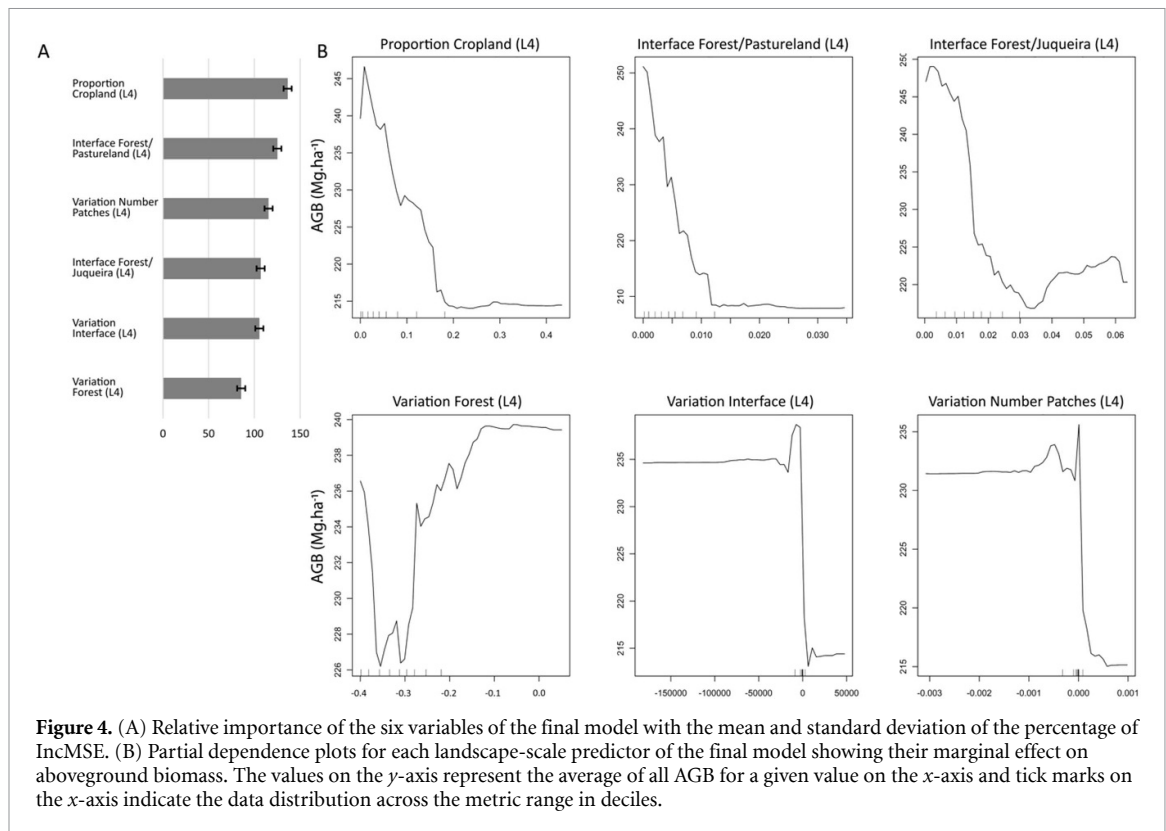 A
B
Proportion
Cropland (L4)
Interface Forest/
Pastureland (L4)
Variation Number
Patches (L4)
Interface Forest/
Juqueira (L4)
Variation
Interface (L4)
Variation
Forest (L4)
0 50 100 150
Proportion Cropland (L4)
AGB (Mg.ha⁻¹)
245
240
235
230
225
220
215
0.0 0.1 0.2 0.3 0.4
Interface Forest/Pastureland (L4)
250
240
230
220
210
0.000 0.010 0.020 0.030
Interface Forest/Juqueira (L4)
245
240
235
230
225
220
0.00 0.01 0.02 0.03 0.04 0.06
Variation Forest (L4)
AGB (Mg.ha⁻¹)
240
238
236
234
232
230
228
226
-0.4 -0.3 -0.2 -0.1 0.0
Variation Interface (L4)
235
230
225
220
215
-150000 -100000 -50000 0 50000
Variation Number Patches (L4)
235
230
225
220
215
-0.003 -0.002 -0.001 0.000 0.001
Figure 4. (A) Relative importance of the six variables of the final model with the mean and standard deviation of the percentage of
IncMSE. (B) Partial dependence plots for each landscape-scale predictor of the final model showing their marginal effect on
aboveground biomass. The values on the y-axis represent the average of all AGB for a given value on the x-axis and tick marks on
the x-axis indicate the data distribution across the metric range in deciles.